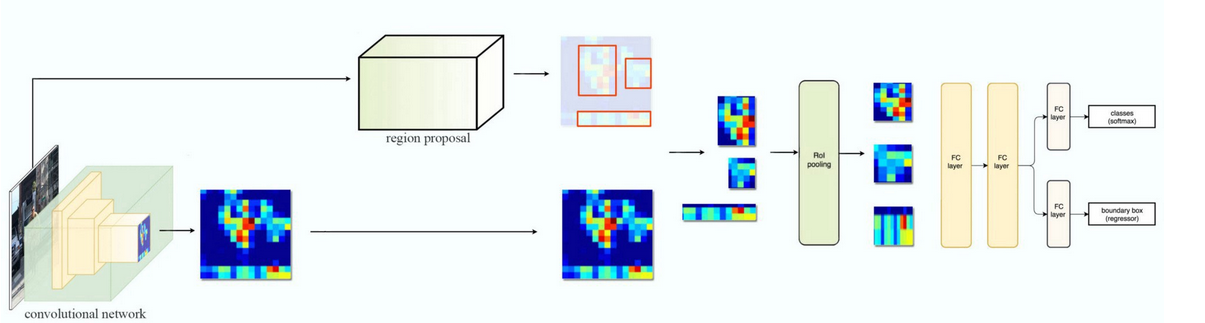 region proposal
convolutional network
RoI
pooling
FC
layer
FC
layer
FC
layer
classes
(softmax)
FC
layer
boundary box
(regressor)